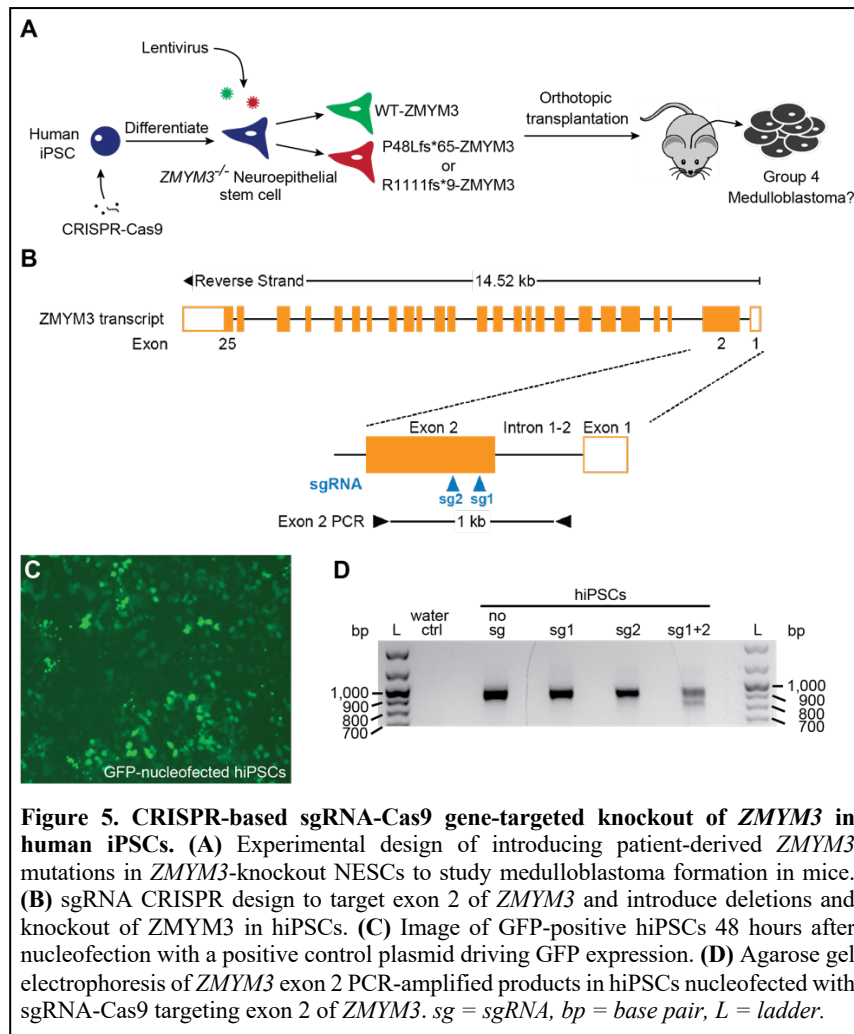 A
Lentivirus
Human
iPSC
Differentiate
CRISPR-Cas9
ZMYM3-/- Neuroepithelial
stem cell
WT-ZMYM3
P48Lfs*65-ZMYM3
or
R1111fs*9-ZMYM3
Orthotopic
transplantation
Group 4
Medulloblastoma?
B
Reverse Strand 14.52 kb
ZMYM3 transcript
Exon 25 2 1
Exon 2 Intron 1-2 Exon 1
sgRNA
sg2 sg1
Exon 2 PCR 1 kb
C
GFP-nucleofected hiPSCs
D
hiPSCs
bp L water ctrl no sg sg1 sg2 sg1+2 L bp
1,000
900
800
700
1,000
900
800
700
Figure 5. CRISPR-based sgRNA-Cas9 gene-targeted knockout of ZMYM3 in
human iPSCs. (A) Experimental design of introducing patient-derived ZMYM3
mutations in ZMYM3-knockout NESCs to study medulloblastoma formation in mice.
(B) sgRNA CRISPR design to target exon 2 of ZMYM3 and introduce deletions and
knockout of ZMYM3 in hiPSCs. (C) Image of GFP-positive hiPSCs 48 hours after
nucleofection with a positive control plasmid driving GFP expression. (D) Agarose gel
electrophoresis of ZMYM3 exon 2 PCR-amplified products in hiPSCs nucleofected with
sgRNA-Cas9 targeting exon 2 of ZMYM3. sg = sgRNA, bp = base pair, L = ladder.